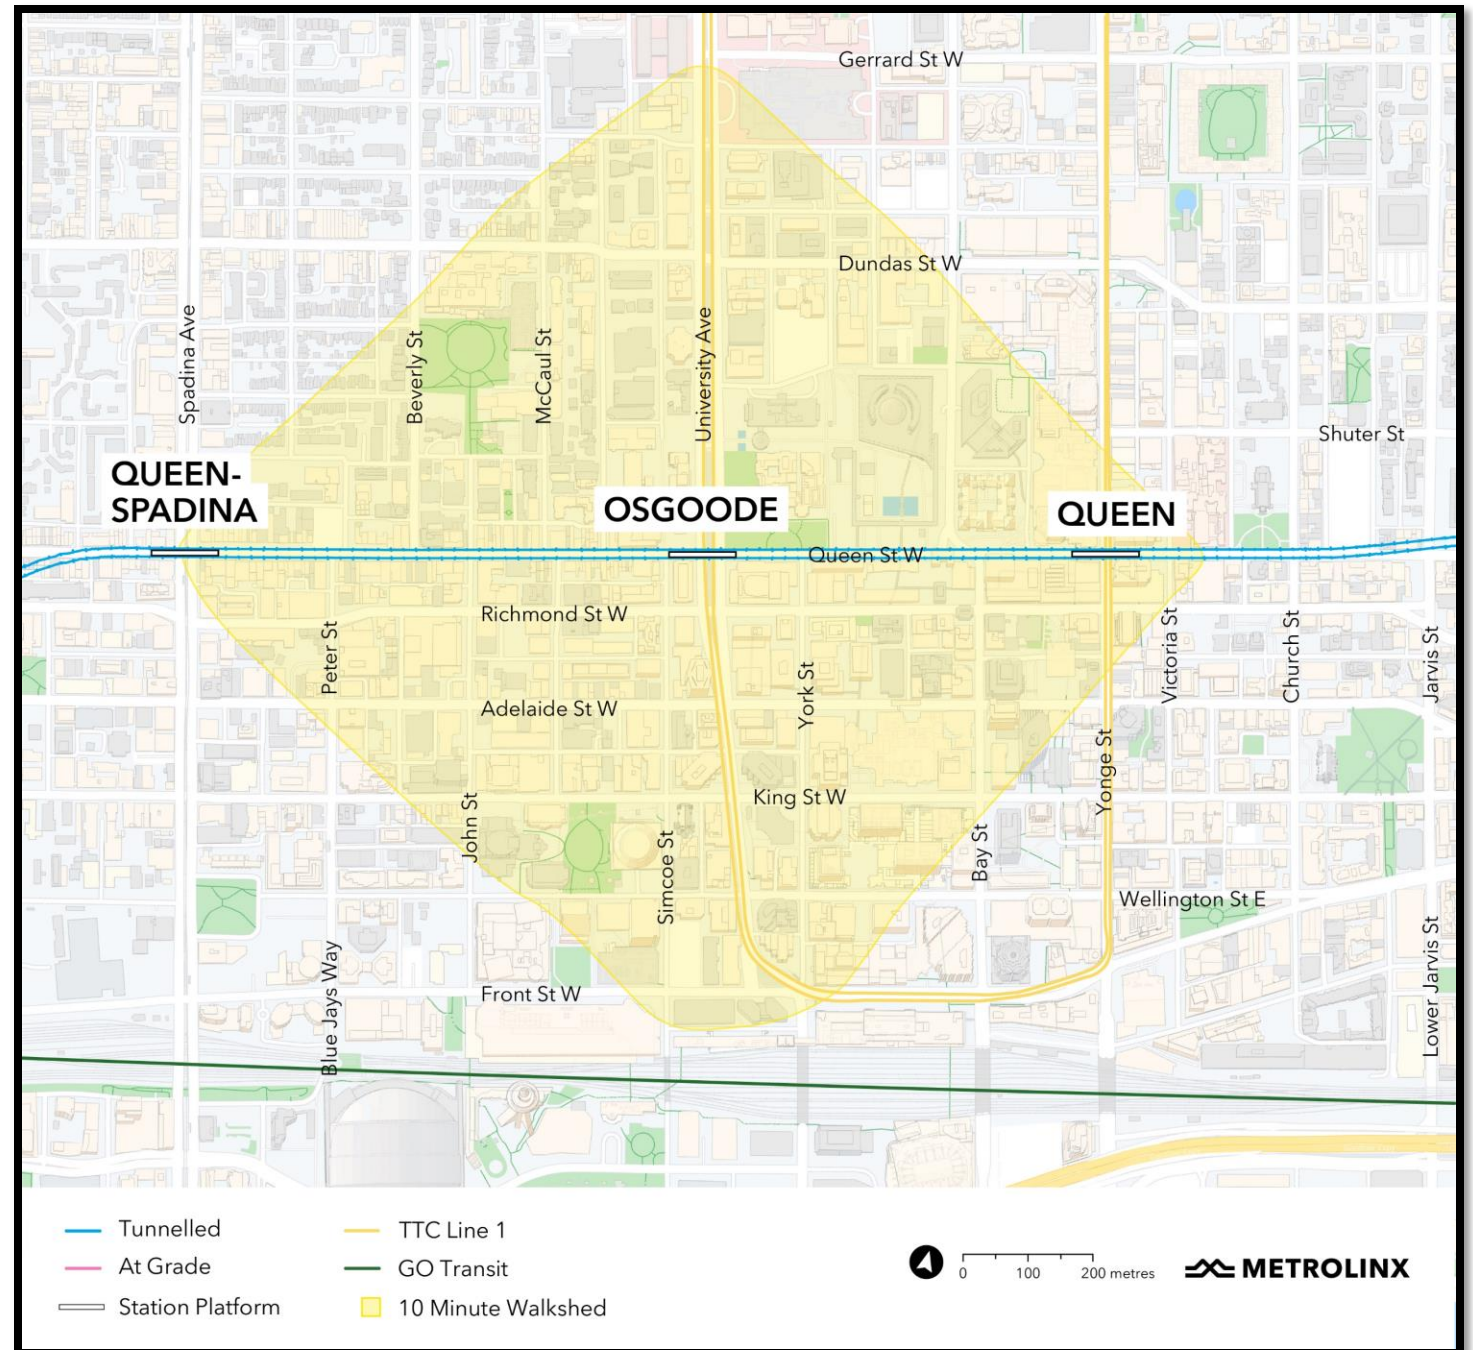 Gerrard St W
Dundas St W
Spadina Ave
Beverly St
McCaul St
University Ave
Shuter St
QUEEN-
SPADINA
OSGOODE
QUEEN
Queen St W
Richmond St W
Peter St
Adelaide St W
York St
Victoria St
Church St
Jarvis St
King St W
John St
Simcoe St
Bay St
Yonge St
Wellington St E
Blue Jays Way
Front St W
Lower Jarvis St
Tunnelled
At Grade
Station Platform
TTC Line 1
GO Transit
10 Minute Walkshed
0 100 200 metres
METROLINX